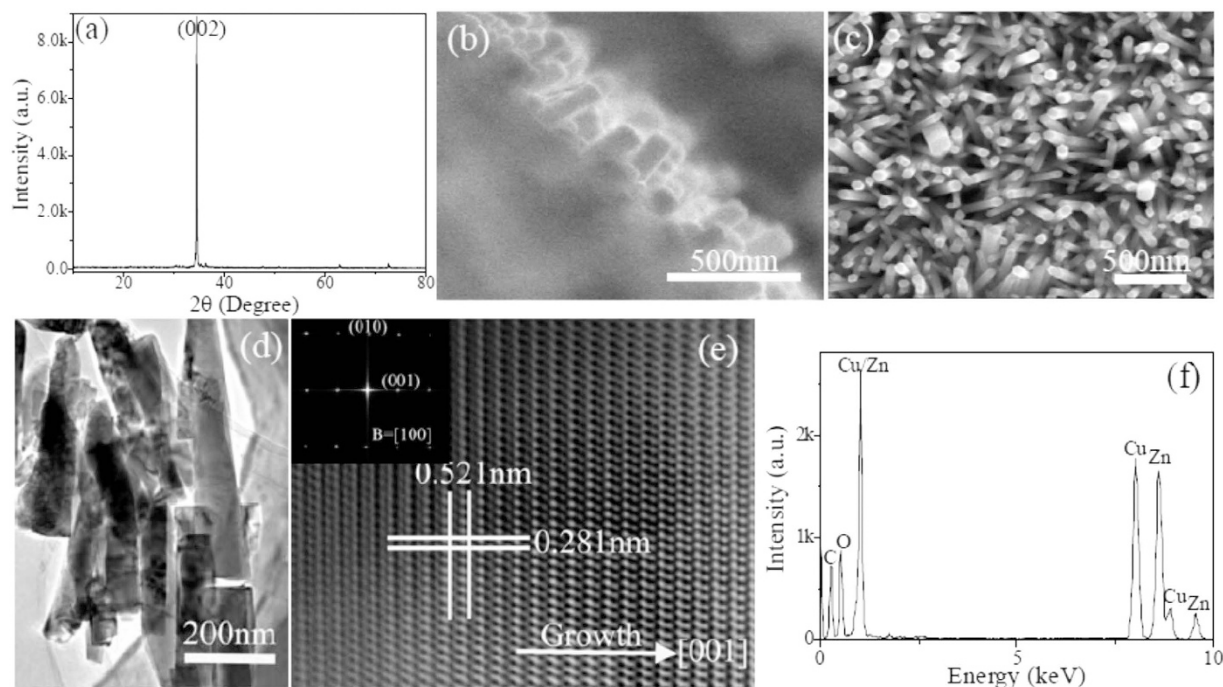 (a)
(002)
8.0k
6.0k
4.0k
2.0k
0.0
20
40
60
80
Intensity (a.u.)
2θ (Degree)
(b)
500nm
(c)
500nm
(d)
200nm
(010)
(001)
B=[100]
(e)
0.521nm
0.281nm
Growth
[001]
(f)
Cu/Zn
2k
1k
0
C
O
Cu
Zn
Cu
Zn
0
5
10
Intensity (a.u.)
Energy (keV)